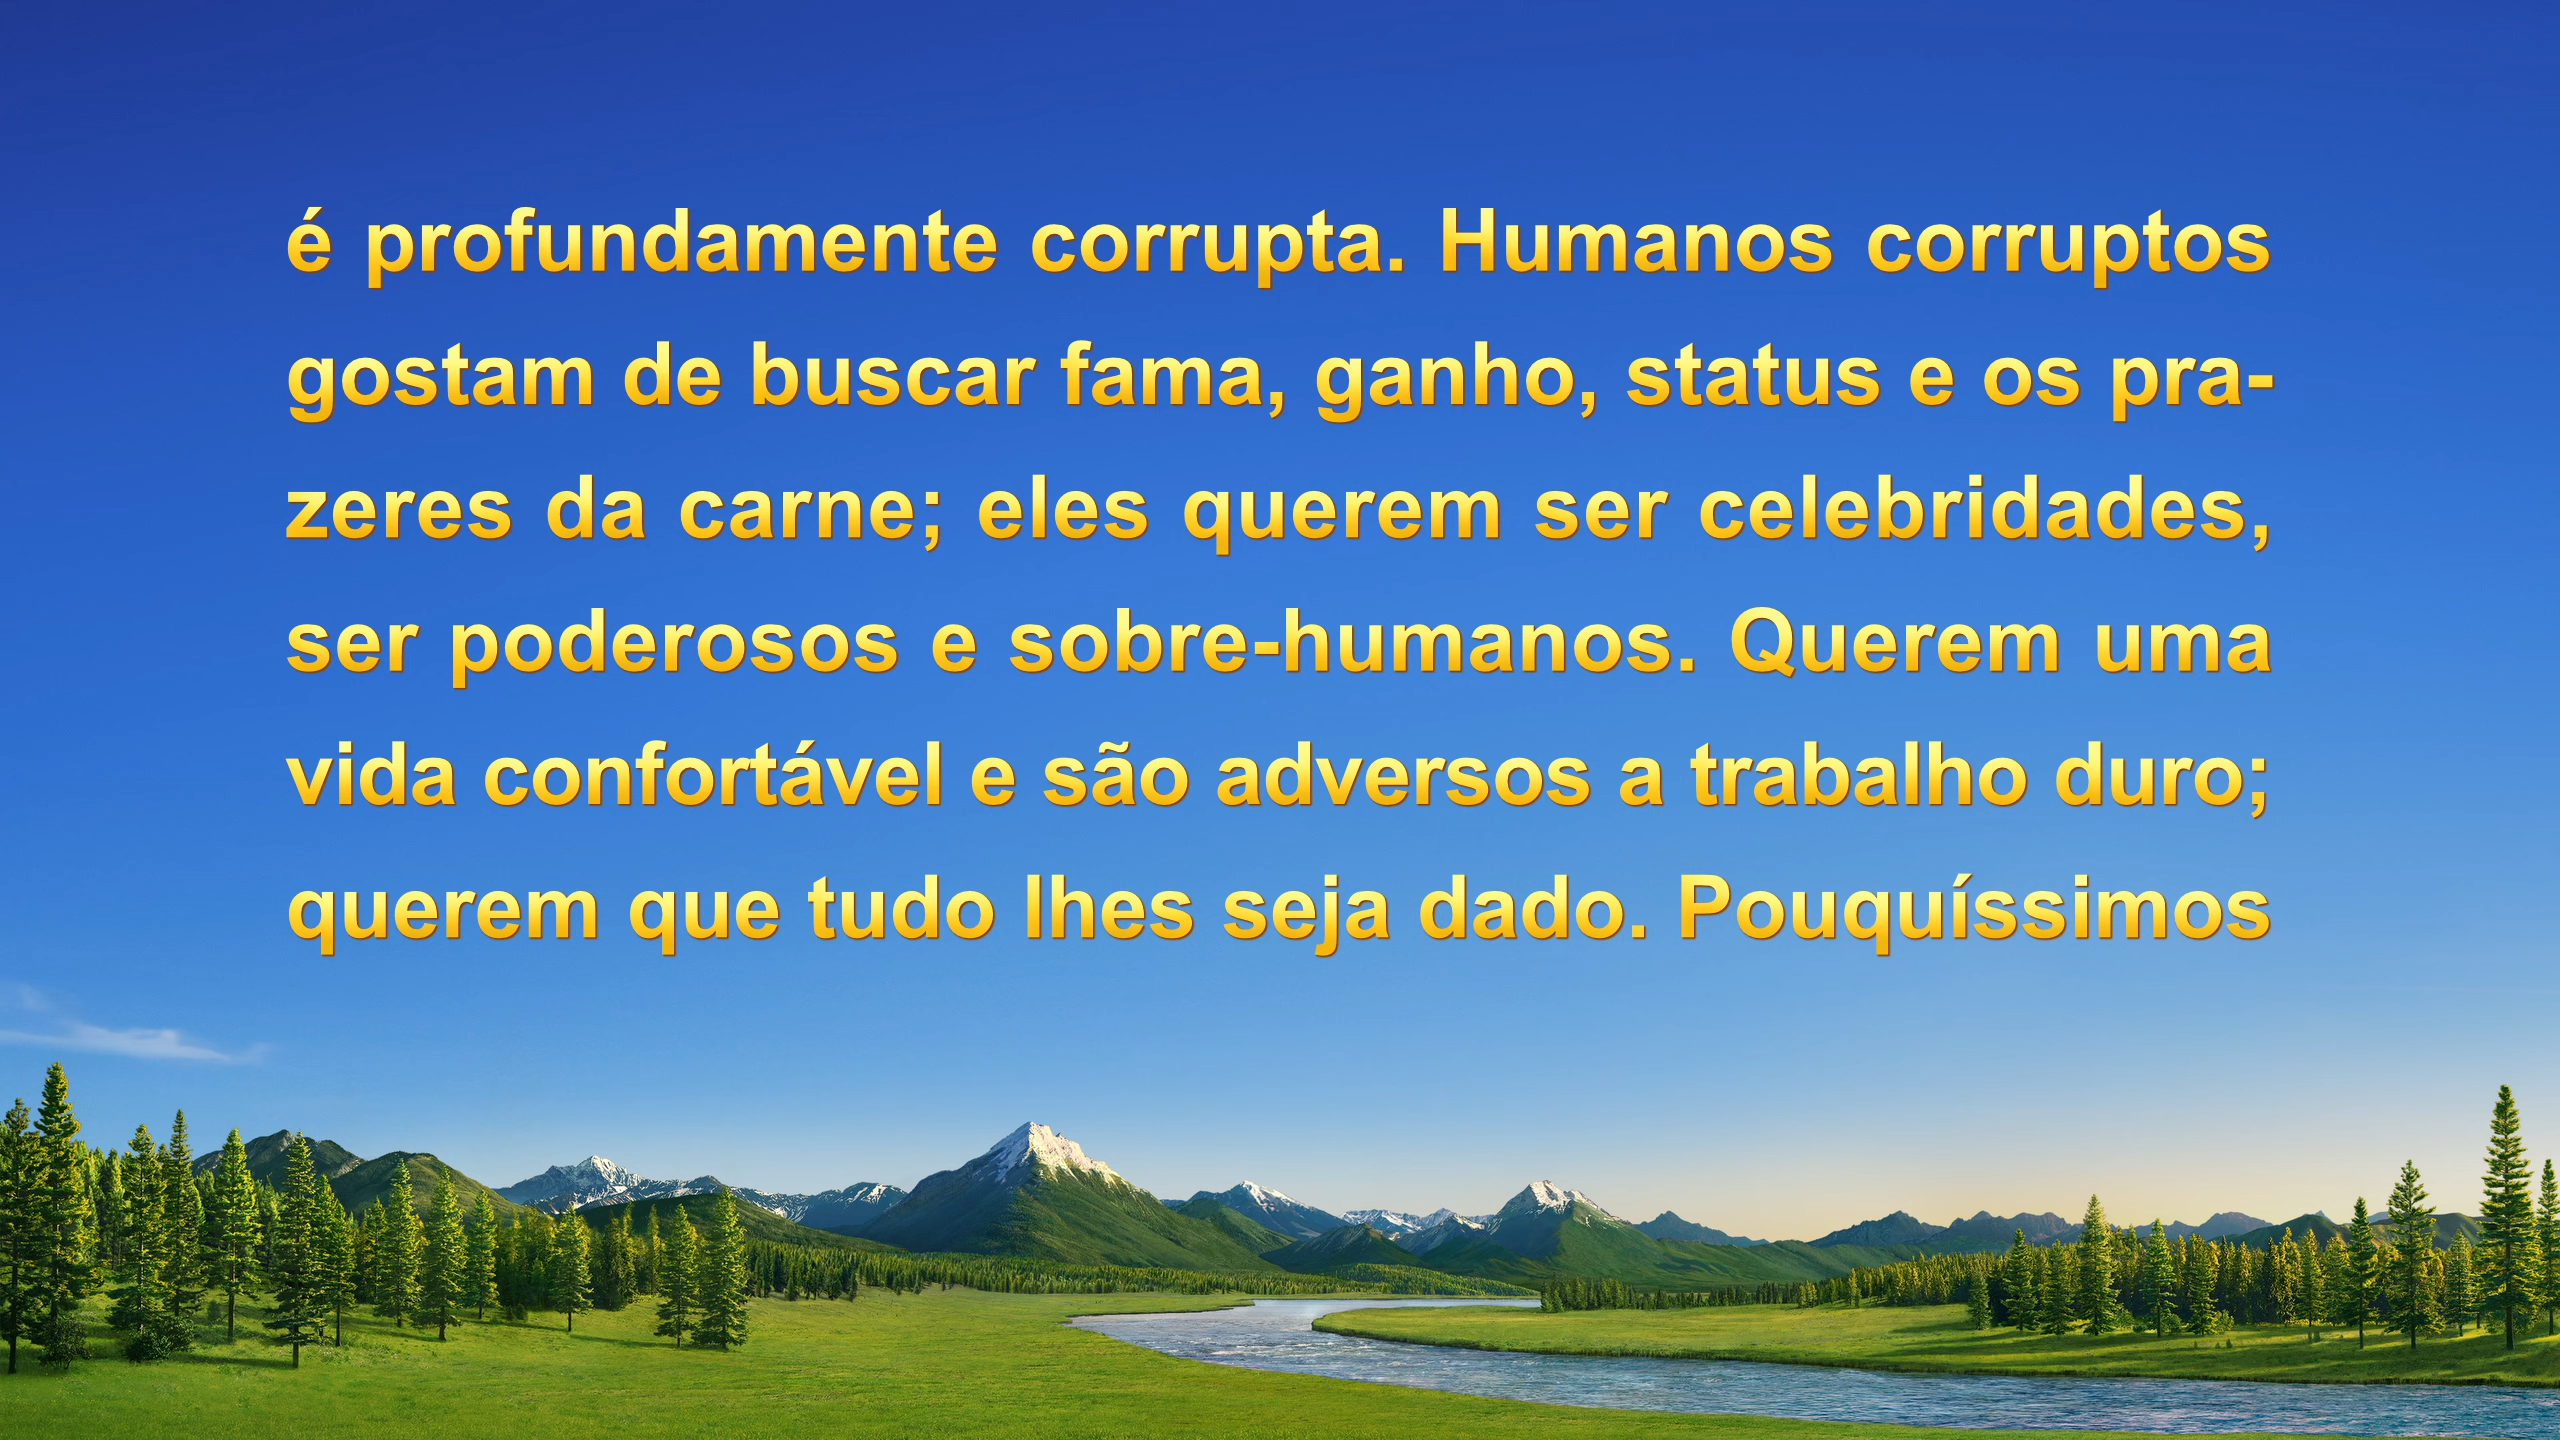 é profundamente corrupta. Humanos corruptos
gostam de buscar fama, ganho, status e os pra-
zeres da carne; eles querem ser celebridades,
ser poderosos e sobre-humanos. Querem uma
vida confortável e são adversos a trabalho duro;
querem que tudo lhes seja dado. Pouquíssimos